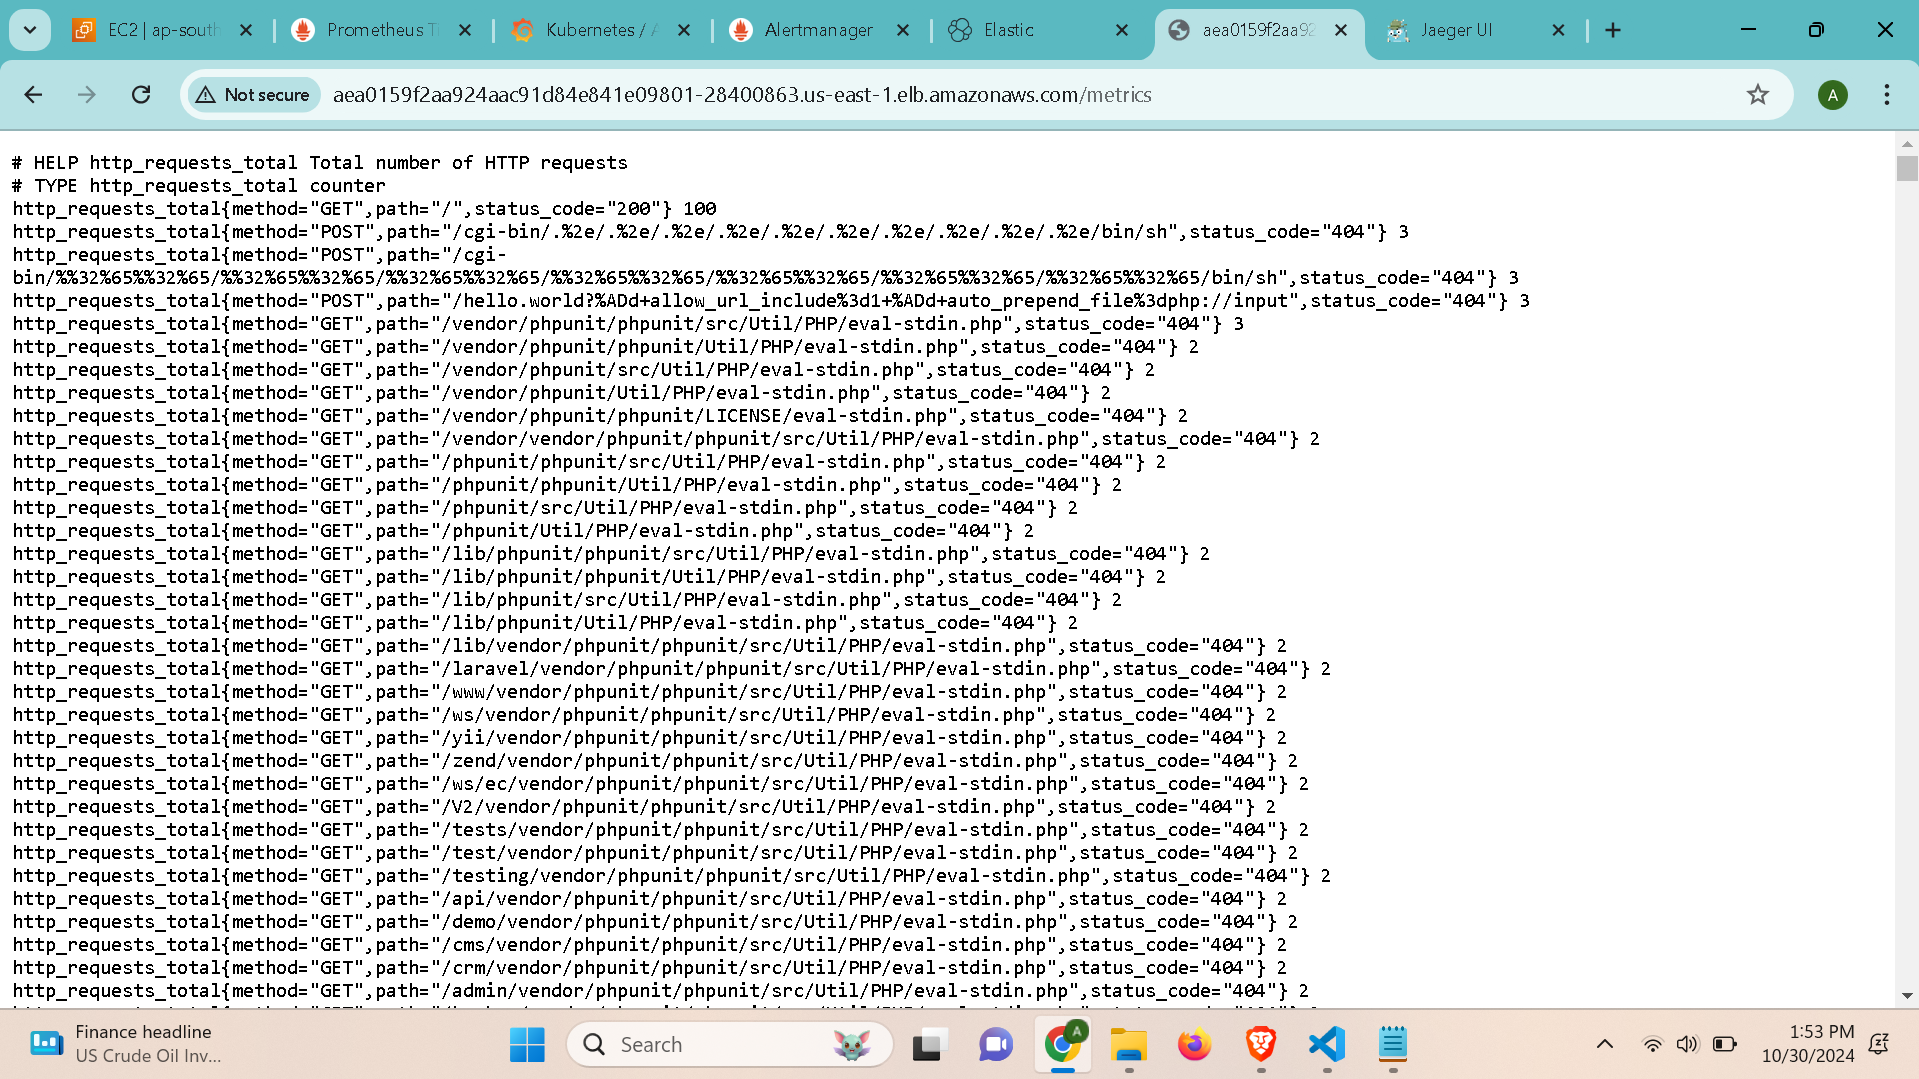 EC2 | ap-south
Prometheus Ti
Kubernetes / A
Alertmanager
Elastic
aea0159f2aa92
Jaeger UI
Not secure
aea0159f2aa924aac91d84e841e09801-28400863.us-east-1.elb.amazonaws.com/metrics
A
# HELP http_requests_total Total number of HTTP requests
# TYPE http_requests_total counter
http_requests_total{method="GET",path="/",status_code="200"} 100
http_requests_total{method="POST",path="/cgi-bin/.%2e/.%2e/.%2e/.%2e/.%2e/.%2e/.%2e/.%2e/.%2e/.%2e/bin/sh",status_code="404"} 3
http_requests_total{method="POST",path="/cgi-
bin/%%32%65%%32%65/%%32%65%%32%65/%%32%65%%32%65/%%32%65%%32%65/%%32%65%%32%65/%%32%65%%32%65/%%32%65%%32%65/bin/sh",status_code="404"} 3
http_requests_total{method="POST",path="/hello.world?%ADd+allow_url_include%3d1+%ADd+auto_prepend_file%3dphp://input",status_code="404"} 3
http_requests_total{method="GET",path="/vendor/phpunit/phpunit/src/Util/PHP/eval-stdin.php",status_code="404"} 3
http_requests_total{method="GET",path="/vendor/phpunit/phpunit/Util/PHP/eval-stdin.php",status_code="404"} 2
http_requests_total{method="GET",path="/vendor/phpunit/src/Util/PHP/eval-stdin.php",status_code="404"} 2
http_requests_total{method="GET",path="/vendor/phpunit/Util/PHP/eval-stdin.php",status_code="404"} 2
http_requests_total{method="GET",path="/vendor/phpunit/phpunit/LICENSE/eval-stdin.php",status_code="404"} 2
http_requests_total{method="GET",path="/vendor/vendor/phpunit/phpunit/src/Util/PHP/eval-stdin.php",status_code="404"} 2
http_requests_total{method="GET",path="/phpunit/phpunit/src/Util/PHP/eval-stdin.php",status_code="404"} 2
http_requests_total{method="GET",path="/phpunit/phpunit/Util/PHP/eval-stdin.php",status_code="404"} 2
http_requests_total{method="GET",path="/phpunit/src/Util/PHP/eval-stdin.php",status_code="404"} 2
http_requests_total{method="GET",path="/phpunit/Util/PHP/eval-stdin.php",status_code="404"} 2
http_requests_total{method="GET",path="/lib/phpunit/phpunit/src/Util/PHP/eval-stdin.php",status_code="404"} 2
http_requests_total{method="GET",path="/lib/phpunit/phpunit/Util/PHP/eval-stdin.php",status_code="404"} 2
http_requests_total{method="GET",path="/lib/phpunit/src/Util/PHP/eval-stdin.php",status_code="404"} 2
http_requests_total{method="GET",path="/lib/phpunit/Util/PHP/eval-stdin.php",status_code="404"} 2
http_requests_total{method="GET",path="/lib/vendor/phpunit/phpunit/src/Util/PHP/eval-stdin.php",status_code="404"} 2
http_requests_total{method="GET",path="/laravel/vendor/phpunit/phpunit/src/Util/PHP/eval-stdin.php",status_code="404"} 2
http_requests_total{method="GET",path="/www/vendor/phpunit/phpunit/src/Util/PHP/eval-stdin.php",status_code="404"} 2
http_requests_total{method="GET",path="/ws/vendor/phpunit/phpunit/src/Util/PHP/eval-stdin.php",status_code="404"} 2
http_requests_total{method="GET",path="/yii/vendor/phpunit/phpunit/src/Util/PHP/eval-stdin.php",status_code="404"} 2
http_requests_total{method="GET",path="/zend/vendor/phpunit/phpunit/src/Util/PHP/eval-stdin.php",status_code="404"} 2
http_requests_total{method="GET",path="/ws/ec/vendor/phpunit/phpunit/src/Util/PHP/eval-stdin.php",status_code="404"} 2
http_requests_total{method="GET",path="/V2/vendor/phpunit/phpunit/src/Util/PHP/eval-stdin.php",status_code="404"} 2
http_requests_total{method="GET",path="/tests/vendor/phpunit/phpunit/src/Util/PHP/eval-stdin.php",status_code="404"} 2
http_requests_total{method="GET",path="/test/vendor/phpunit/phpunit/src/Util/PHP/eval-stdin.php",status_code="404"} 2
http_requests_total{method="GET",path="/testing/vendor/phpunit/phpunit/src/Util/PHP/eval-stdin.php",status_code="404"} 2
http_requests_total{method="GET",path="/api/vendor/phpunit/phpunit/src/Util/PHP/eval-stdin.php",status_code="404"} 2
http_requests_total{method="GET",path="/demo/vendor/phpunit/phpunit/src/Util/PHP/eval-stdin.php",status_code="404"} 2
http_requests_total{method="GET",path="/cms/vendor/phpunit/phpunit/src/Util/PHP/eval-stdin.php",status_code="404"} 2
http_requests_total{method="GET",path="/crm/vendor/phpunit/phpunit/src/Util/PHP/eval-stdin.php",status_code="404"} 2
http_requests_total{method="GET",path="/admin/vendor/phpunit/phpunit/src/Util/PHP/eval-stdin.php",status_code="404"} 2
Finance headline
US Crude Oil Inv...
Search
A
1:53 PM
10/30/2024